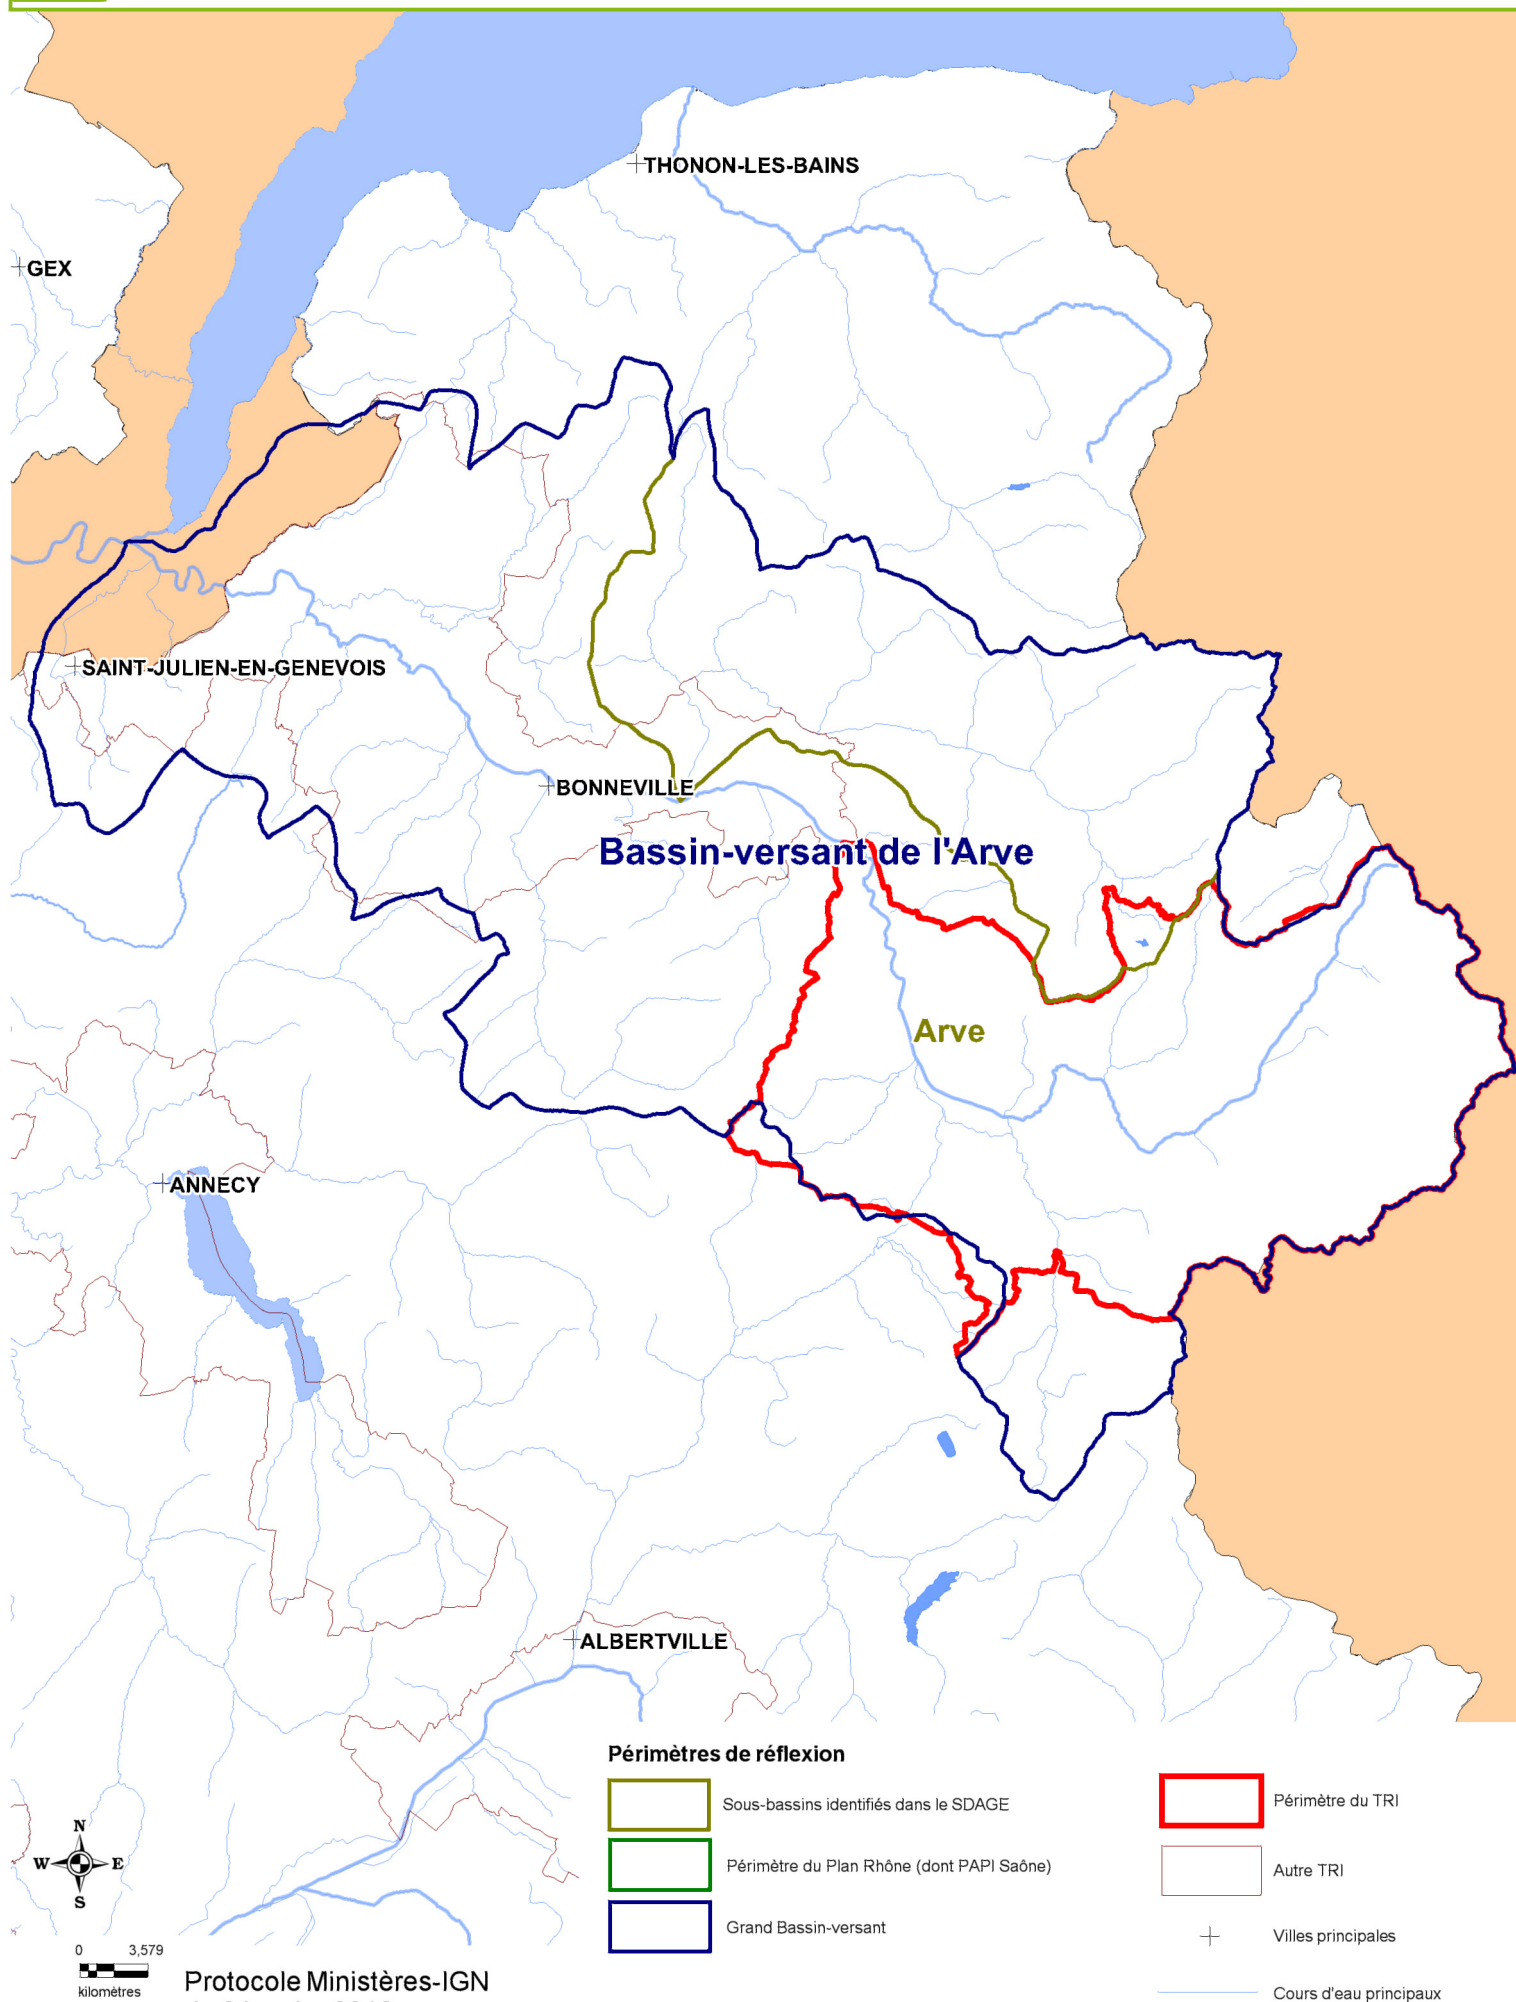 THONON-LES-BAINS
GEX
SAINT-JULIEN-EN-GENEVOIS
BONNEVILLE
Bassin-versant de l'Arve
Arve
ANNECY
ALBERTVILLE
Périmètres de réflexion
Sous-bassins identifiés dans le SDAGE
Périmètre du TRI
Périmètre du Plan Rhône (dont PAPI Saône)
Autre TRI
Grand Bassin-versant
Villes principales
Cours d'eau principaux
N
W E
S
0 3,579
kilomètres
Protocole Ministères-IGN